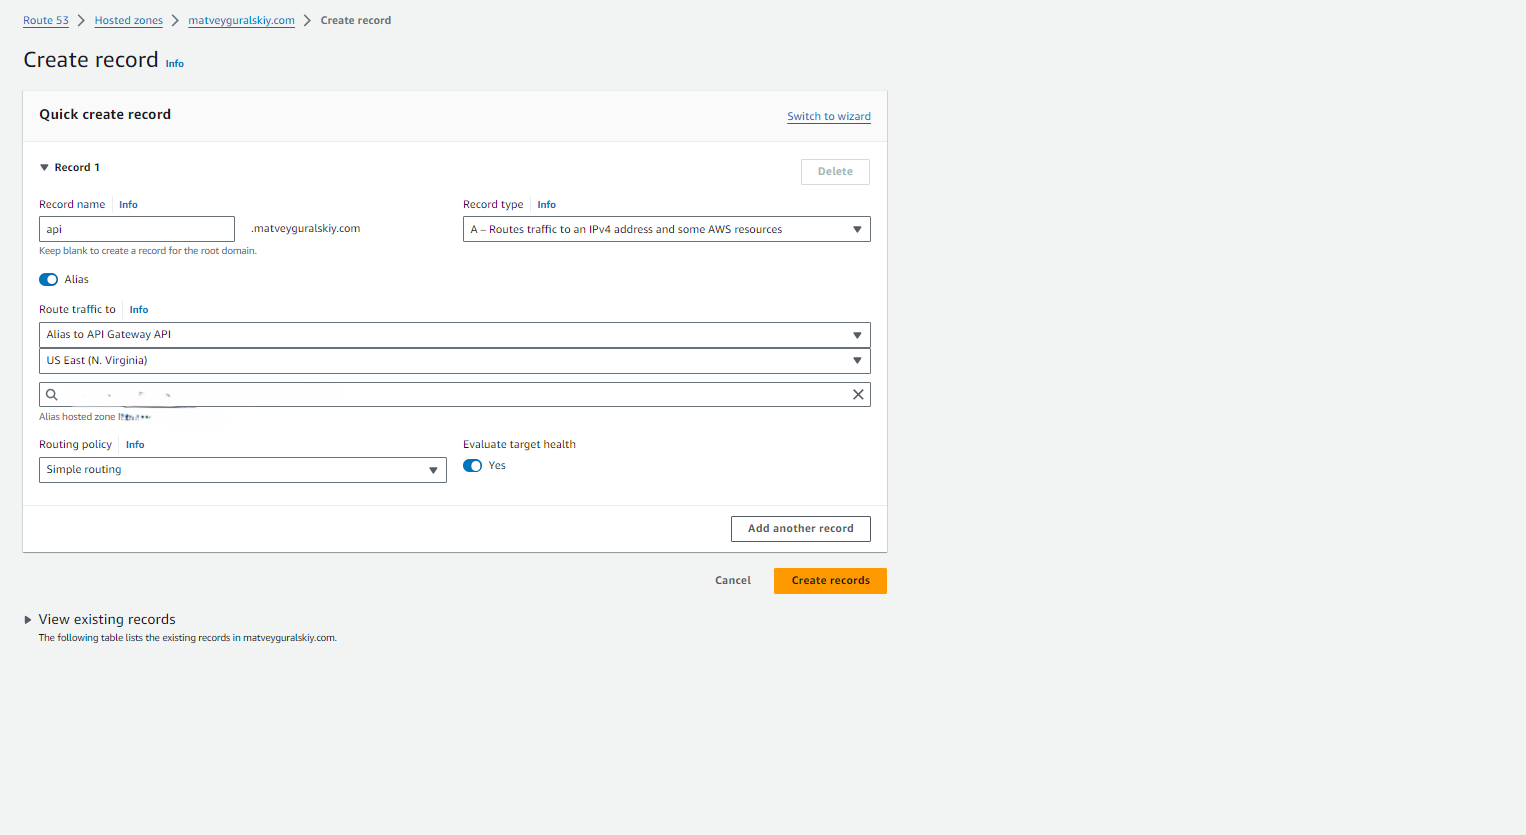 Route 53 Hosted zones matveyguralskiy.com Create record
Create record Info
Quick create record
Switch to wizard
Record 1
Delete
Record name Info
Record type Info
api .matveyguralskiy.com
A – Routes traffic to an IPv4 address and some AWS resources
Keep blank to create a record for the root domain.
Alias
Route traffic to Info
Alias to API Gateway API
US East (N. Virginia)
Alias hosted zone
Routing policy Info
Evaluate target health
Simple routing
Yes
Add another record
Cancel
Create records
View existing records
The following table lists the existing records in matveyguralskiy.com.